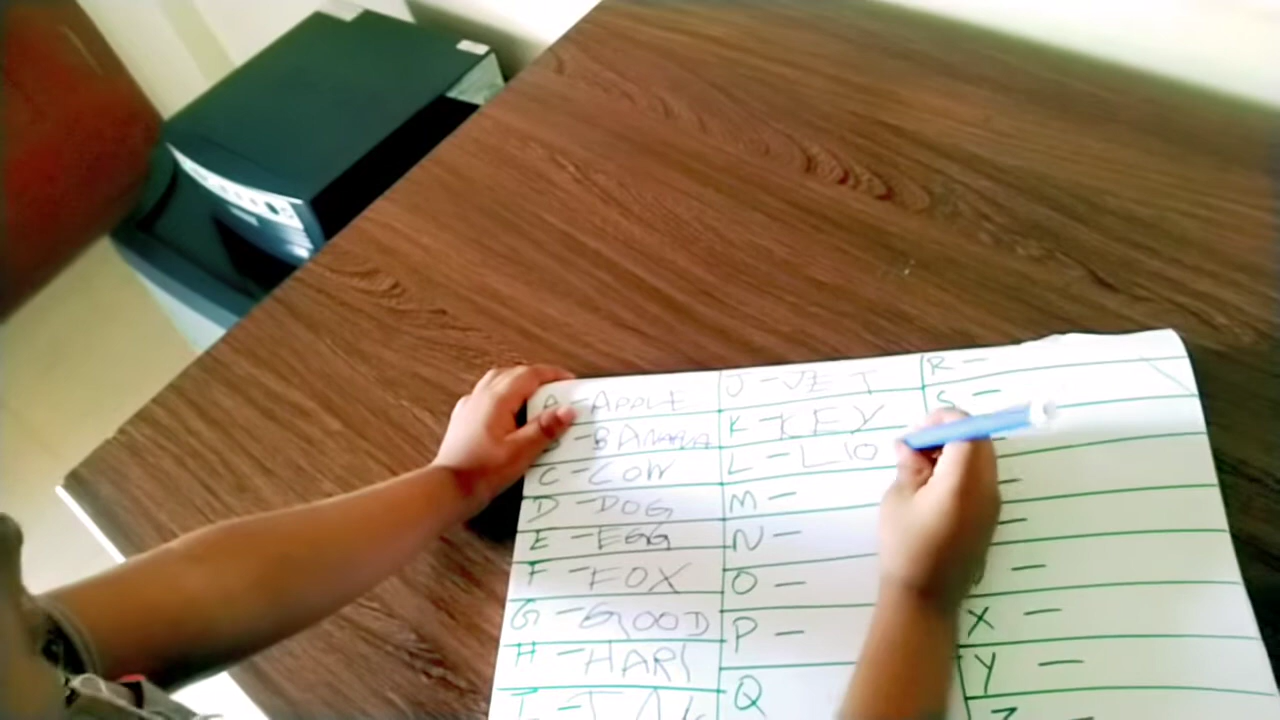 A - APPLE
B - BANANA
C - COW
D - DOG
E - EGG
F - FOX
G - GOOD
H - HARI
I -
J - JET
K - KEY
L - LIO
M -
N -
O -
P -
Q
R -
S -
X -
Y -
Z -